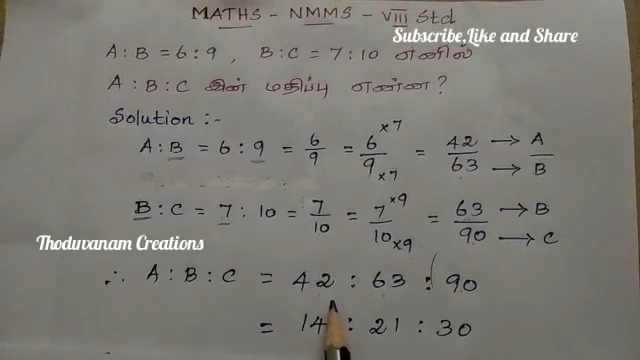 MATHS - NMMS - VIII Std
Subscribe,Like and Share
A : B = 6 : 9 , B : C = 7 : 10 எனில்
A : B : C இன் மதிப்பு என்ன ?
Solution :-
A : B = 6 : 9 = 6/9 = 6 ×7 / 9 ×7 = 42/63 → A / → B
B : C = 7 : 10 = 7/10 = 7 ×9 / 10 ×9 = 63/90 → B / → C
Thoduvanam Creations
∴ A : B : C = 42 : 63 : 90
= 14 : 21 : 30